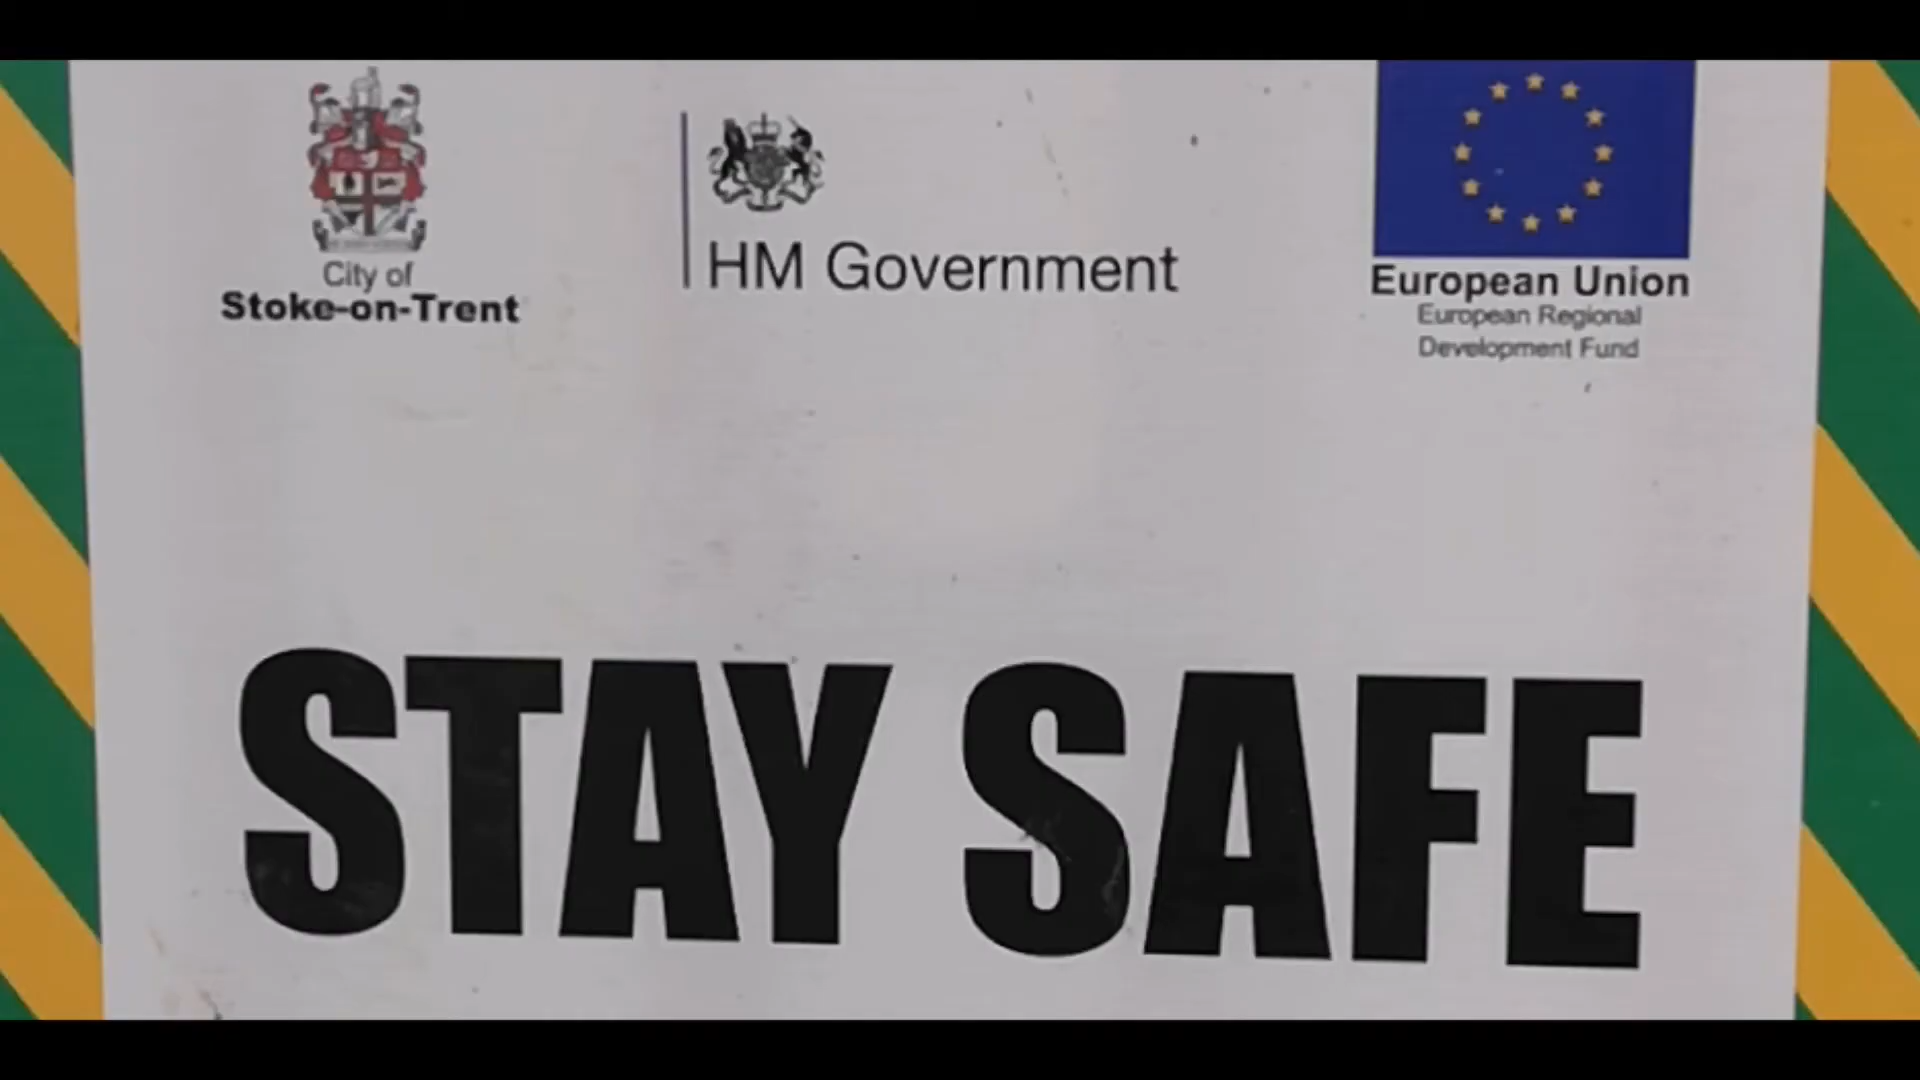 City of
Stoke-on-Trent
HM Government
European Union
European Regional
Development Fund
STAY SAFE